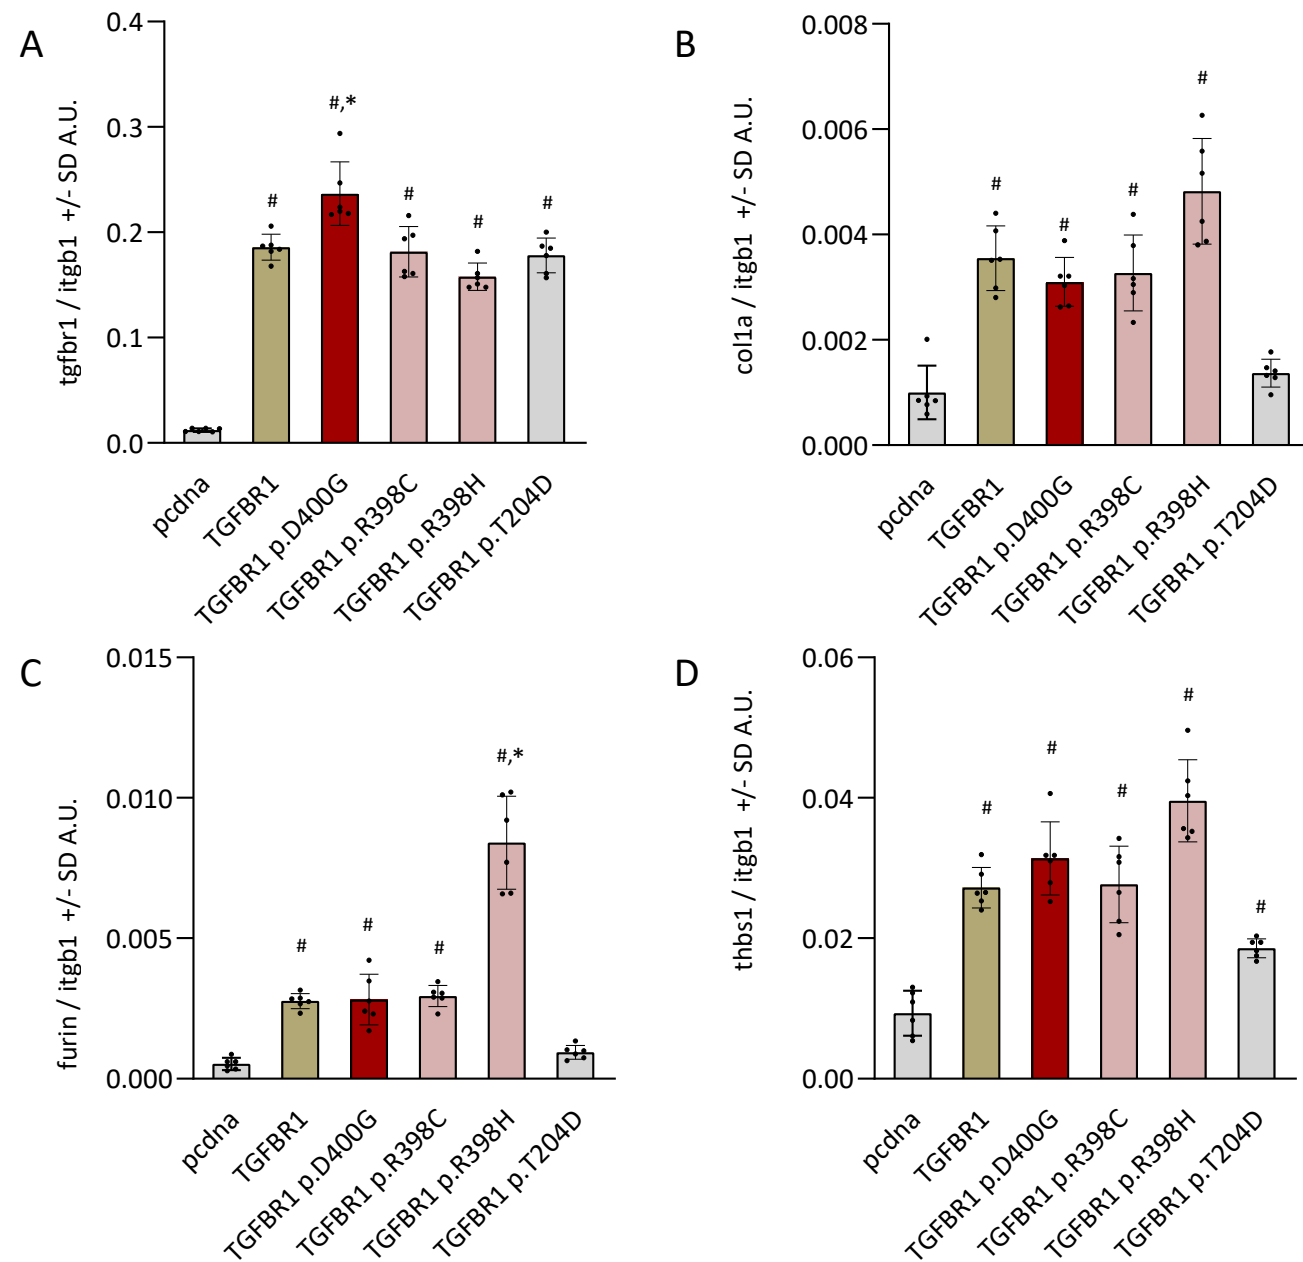 A
tgfbr1 / itgb1 +/- SD A.U.
0.4
0.3
0.2
0.1
0.0
#
#,*
#
#
#
pcdna
TGFBR1
TGFBR1 p.D400G
TGFBR1 p.R398C
TGFBR1 p.R398H
TGFBR1 p.T204D
B
col1a / itgb1 +/- SD A.U.
0.008
0.006
0.004
0.002
0.000
#
#
#
#
pcdna
TGFBR1
TGFBR1 p.D400G
TGFBR1 p.R398C
TGFBR1 p.R398H
TGFBR1 p.T204D
C
furin / itgb1 +/- SD A.U.
0.015
0.010
0.005
0.000
#
#
#
#,*
pcdna
TGFBR1
TGFBR1 p.D400G
TGFBR1 p.R398C
TGFBR1 p.R398H
TGFBR1 p.T204D
D
thbs1 / itgb1 +/- SD A.U.
0.06
0.04
0.02
0.00
#
#
#
#
#
pcdna
TGFBR1
TGFBR1 p.D400G
TGFBR1 p.R398C
TGFBR1 p.R398H
TGFBR1 p.T204D